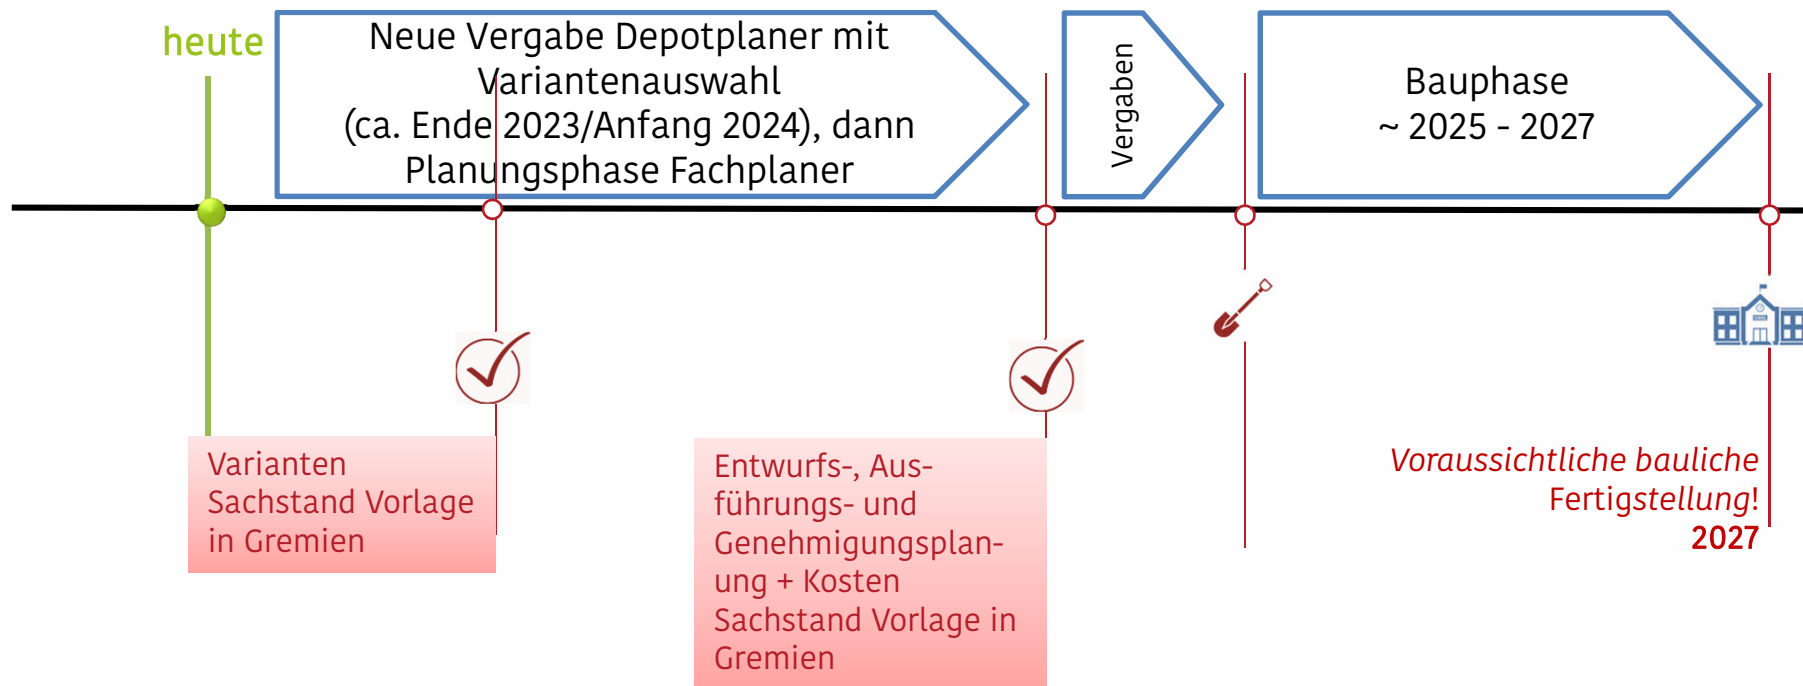 heute
Neue Vergabe Depotplaner mit
Variantenauswahl
(ca. Ende 2023/Anfang 2024), dann
Planungsphase Fachplaner
Vergaben
Bauphase
~ 2025 - 2027
Varianten
Sachstand Vorlage
in Gremien
Entwurfs-, Aus-
führungs- und
Genehmigungsplan-
ung + Kosten
Sachstand Vorlage in
Gremien
Voraussichtliche bauliche
Fertigstellung!
2027